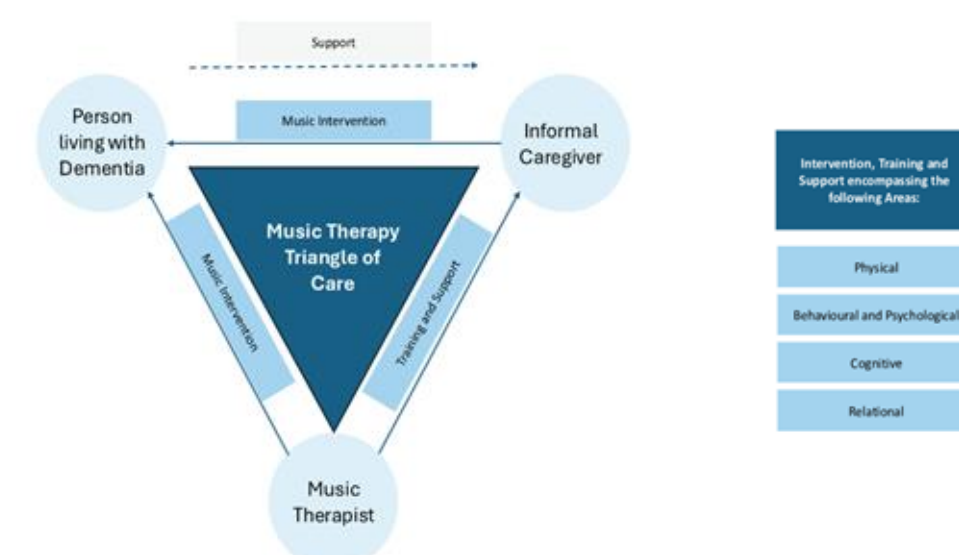 Support
Music Intervention
Person
living with
Dementia
Informal
Caregiver
Music Therapy
Triangle of
Care
Music Intervention
Training and Support
Music
Therapist
Intervention, Training and
Support encompassing the
following Areas:
Physical
Behavioural and Psychological
Cognitive
Relational